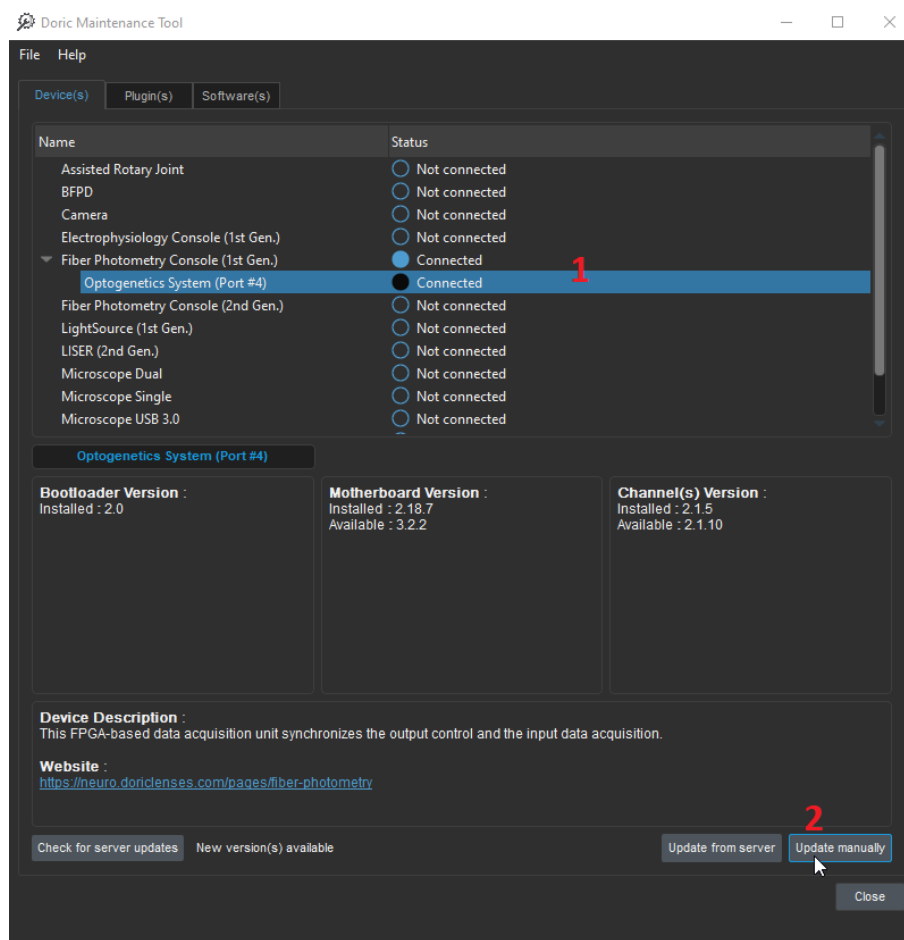 Doric Maintenance Tool
File Help
Device(s) Plugin(s) Software(s)
Name Status
Assisted Rotary Joint Not connected
BFPD Not connected
Camera Not connected
Electrophysiology Console (1st Gen.) Not connected
Fiber Photometry Console (1st Gen.) Connected
Optogenetics System (Port #4) Connected 1
Fiber Photometry Console (2nd Gen.) Not connected
LightSource (1st Gen.) Not connected
LISER (2nd Gen.) Not connected
Microscope Dual Not connected
Microscope Single Not connected
Microscope USB 3.0 Not connected
Optogenetics System (Port #4)
Bootloader Version :
Installed : 2.0
Motherboard Version :
Installed : 2.18.7
Available : 3.2.2
Channel(s) Version :
Installed : 2.1.5
Available : 2.1.10
Device Description :
This FPGA-based data acquisition unit synchronizes the output control and the input data acquisition.
Website :
https://neuro.doriclenses.com/pages/fiber-photometry
2
Check for server updates New version(s) available Update from server Update manually
Close